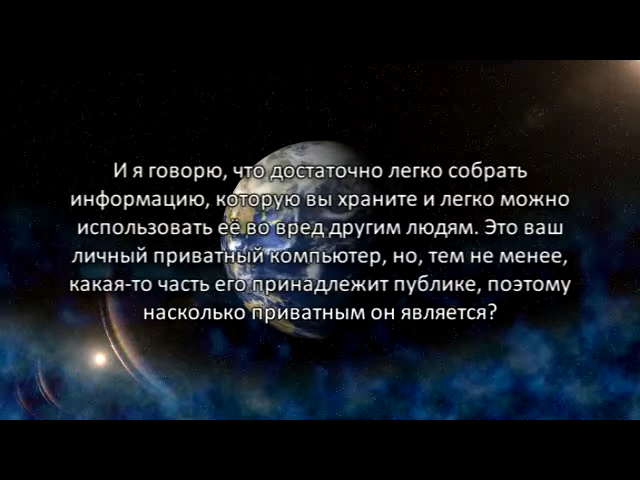 И я говорю, что достаточно легко собрать
информацию, которую вы храните и легко можно
использовать её во вред другим людям. Это ваш
личный приватный компьютер, но, тем не менее,
какая-то часть его принадлежит публике, поэтому
насколько приватным он является?